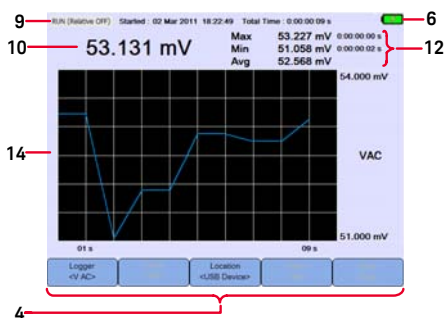 9 RUN (Relative OFF) Started : 02 Mar 2011 18:22:49 Total Time : 0:00:00 09 s 6
10 53.131 mV
Max 53.227 mV 0:00:00:00 s
Min 51.058 mV 0:00:00:02 s
Avg 52.568 mV
12
54.000 mV
14
VAC
51.000 mV
01 s 09 s
Logger
<V AC>
Location
<USB Device>
4